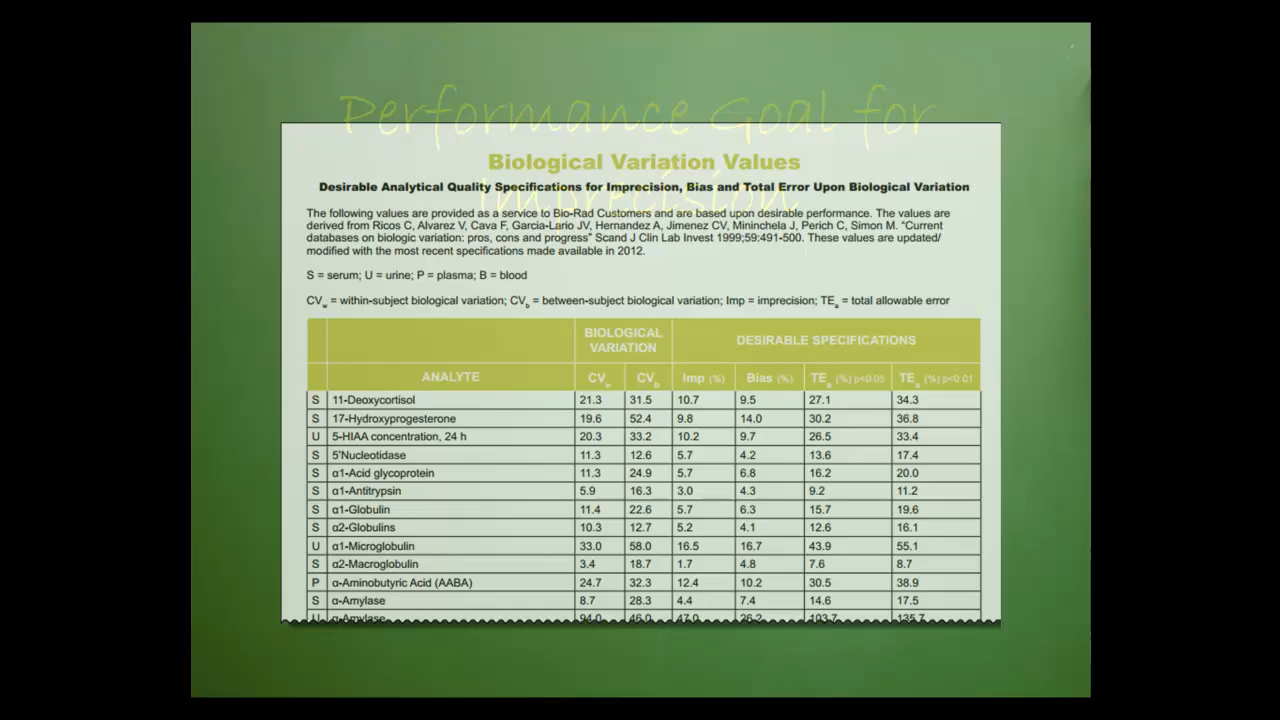 Performance Goal for
Imprecision
Biological Variation Values
Desirable Analytical Quality Specifications for Imprecision, Bias and Total Error Upon Biological Variation
The following values are provided as a service to Bio-Rad Customers and are based upon desirable performance. The values are
derived from Ricos C, Alvarez V, Cava F, Garcia-Lario JV, Hernandez A, Jimenez CV, Mininchela J, Perich C, Simon M. "Current
databases on biologic variation: pros, cons and progress" Scand J Clin Lab Invest 1999;59:491-500. These values are updated/
modified with the most recent specifications made available in 2012.
S = serum; U = urine; P = plasma; B = blood
CVw = within-subject biological variation; CVb = between-subject biological variation; Imp = imprecision; TEa = total allowable error
BIOLOGICAL VARIATION DESIRABLE SPECIFICATIONS
ANALYTE CVw CVb Imp (%) Bias (%) TEa (%) p<0.05 TEa (%) p<0.01
S 11-Deoxycortisol 21.3 31.5 10.7 9.5 27.1 34.3
S 17-Hydroxyprogesterone 19.6 52.4 9.8 14.0 30.2 36.8
U 5-HIAA concentration, 24 h 20.3 33.2 10.2 9.7 26.5 33.4
S 5'Nucleotidase 11.3 12.6 5.7 4.2 13.6 17.4
S α1-Acid glycoprotein 11.3 24.9 5.7 6.8 16.2 20.0
S α1-Antitrypsin 5.9 16.3 3.0 4.3 9.2 11.2
S α1-Globulin 11.4 22.6 5.7 6.3 15.7 19.6
S α2-Globulins 10.3 12.7 5.2 4.1 12.6 16.1
U α1-Microglobulin 33.0 58.0 16.5 16.7 43.9 55.1
S α2-Macroglobulin 3.4 18.7 1.7 4.8 7.6 8.7
P α-Aminobutyric Acid (AABA) 24.7 32.3 12.4 10.2 30.5 38.9
S α-Amylase 8.7 28.3 4.4 7.4 14.6 17.5
U α-Amylase 94.0 46.0 47.0 26.2 103.7 135.7